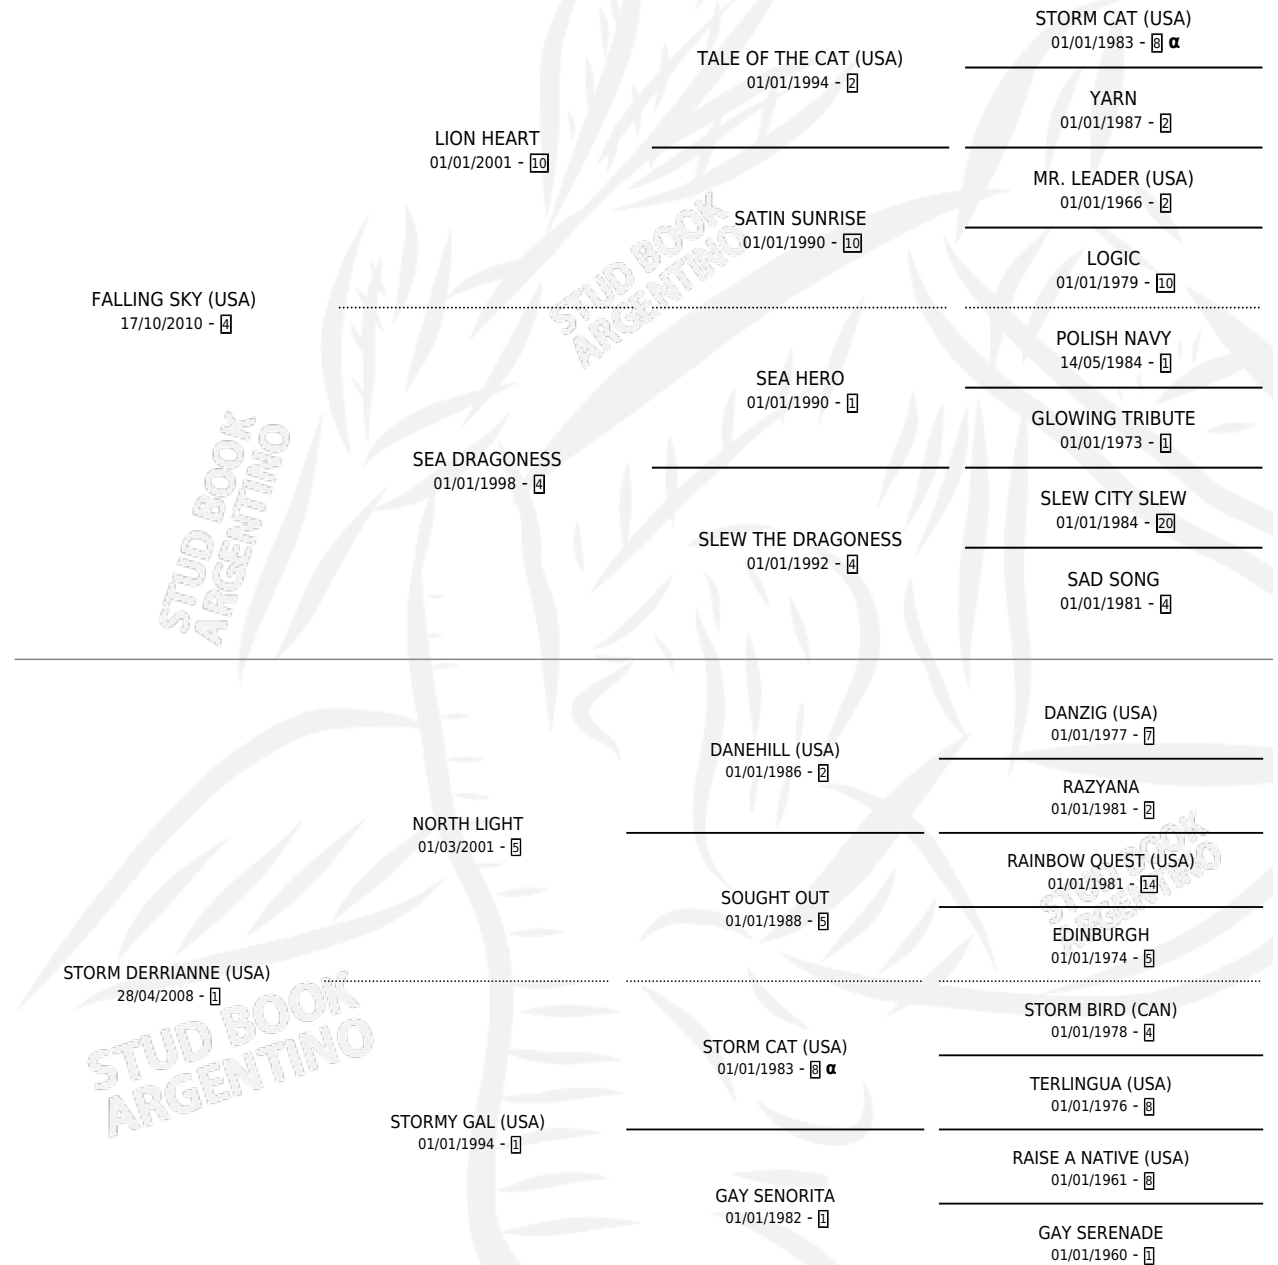 STORM CAT (USA)
01/01/1983 - 8 α
TALE OF THE CAT (USA)
01/01/1994 - 2
YARN
01/01/1987 - 2
LION HEART
01/01/2001 - 10
MR. LEADER (USA)
01/01/1966 - 2
SATIN SUNRISE
01/01/1990 - 10
LOGIC
01/01/1979 - 10
FALLING SKY (USA)
17/10/2010 - 4
POLISH NAVY
14/05/1984 - 1
SEA HERO
01/01/1990 - 1
GLOWING TRIBUTE
01/01/1973 - 1
SEA DRAGONESS
01/01/1998 - 4
SLEW CITY SLEW
01/01/1984 - 20
SLEW THE DRAGONESS
01/01/1992 - 4
SAD SONG
01/01/1981 - 4
DANZIG (USA)
01/01/1977 - 7
DANEHILL (USA)
01/01/1986 - 2
RAZYANA
01/01/1981 - 2
NORTH LIGHT
01/03/2001 - 5
RAINBOW QUEST (USA)
01/01/1981 - 14
SOUGHT OUT
01/01/1988 - 5
EDINBURGH
01/01/1974 - 5
STORM DERRIANNE (USA)
28/04/2008 - 1
STORM BIRD (CAN)
01/01/1978 - 4
STORM CAT (USA)
01/01/1983 - 8 α
TERLINGUA (USA)
01/01/1976 - 8
STORMY GAL (USA)
01/01/1994 - 1
RAISE A NATIVE (USA)
01/01/1961 - 8
GAY SENORITA
01/01/1982 - 1
GAY SERENADE
01/01/1960 - 1
STUD BOOK
ARGENTINO
STUD BOOK
ARGENTINO
STUD BOOK
ARGENTINO
STUD BOOK
ARGENTINO